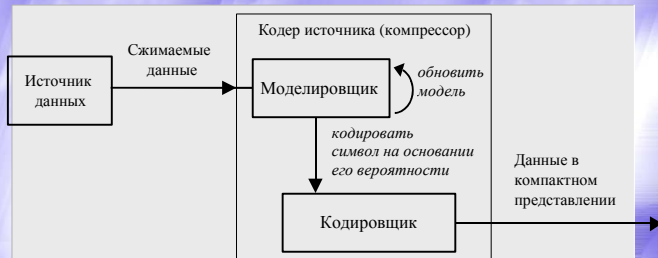 Кодер источника (компрессор)
Сжимаемые
данные
Источник
данных
Моделировщик
обновить
модель
кодировать
символ на основании
его вероятности
Данные в
компактном
представлении
Кодировщик